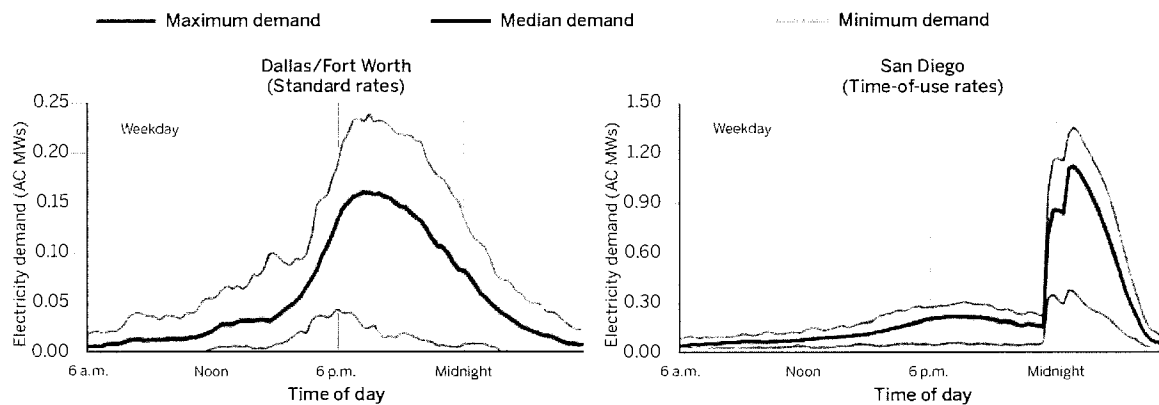 Maximum demand
Median demand
Minimum demand
Dallas/Fort Worth
(Standard rates)
Electricity demand (AC MWs)
0.25
0.20
0.15
0.10
0.05
0.00
Weekday
6 a.m.
Noon
6 p.m.
Midnight
Time of day
San Diego
(Time-of-use rates)
Electricity demand (AC MWs)
1.50
1.20
0.90
0.60
0.30
0.00
Weekday
6 a.m.
Noon
6 p.m.
Midnight
Time of day